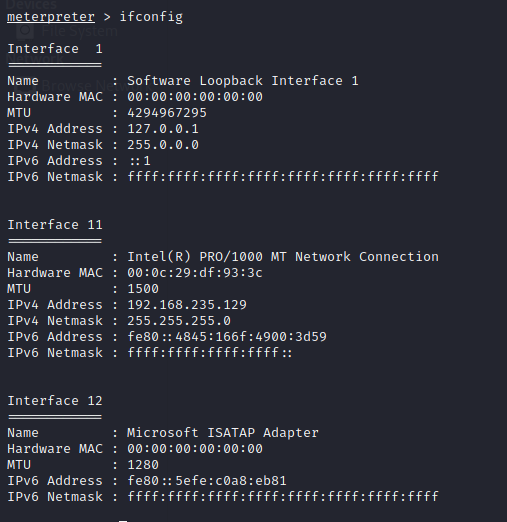 Devices
File System
Network
meterpreter > ifconfig
Interface  1
============
Name         : Software Loopback Interface 1
Hardware MAC : 00:00:00:00:00:00
MTU          : 4294967295
IPv4 Address : 127.0.0.1
IPv4 Netmask : 255.0.0.0
IPv6 Address : ::1
IPv6 Netmask : ffff:ffff:ffff:ffff:ffff:ffff:ffff:ffff
Interface 11
============
Name         : Intel(R) PRO/1000 MT Network Connection
Hardware MAC : 00:0c:29:df:93:3c
MTU          : 1500
IPv4 Address : 192.168.235.129
IPv4 Netmask : 255.255.255.0
IPv6 Address : fe80::4845:166f:4900:3d59
IPv6 Netmask : ffff:ffff:ffff:ffff::
Interface 12
============
Name         : Microsoft ISATAP Adapter
Hardware MAC : 00:00:00:00:00:00
MTU          : 1280
IPv6 Address : fe80::5efe:c0a8:eb81
IPv6 Netmask : ffff:ffff:ffff:ffff:ffff:ffff:ffff:ffff